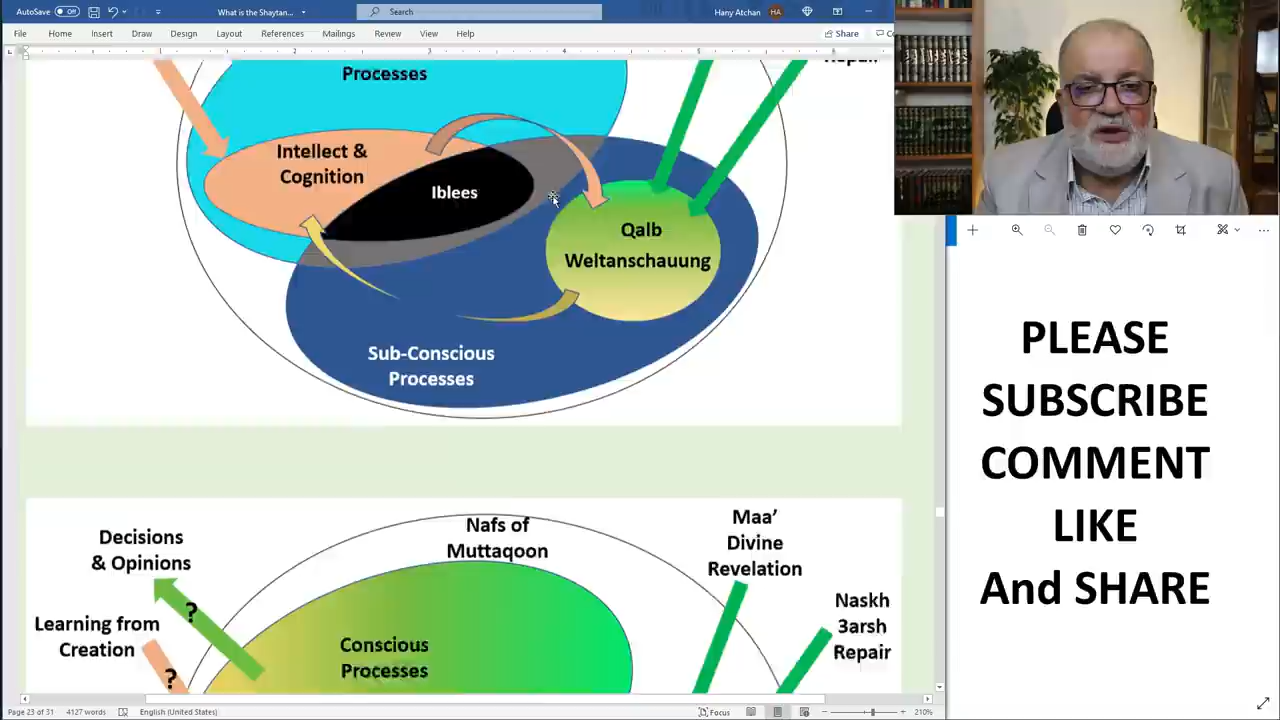 AutoSave
Off
What is the Shaytan...
Search
Hany Atchan
HA
File
Home
Insert
Draw
Design
Layout
References
Mailings
Review
View
Help
Share
Processes
Intellect &
Cognition
Iblees
Qalb
Weltanschauung
Sub-Conscious
Processes
Nafs of
Muttaqoon
Decisions
& Opinions
?
Learning from
Creation
?
Conscious
Processes
Maa’
Divine
Revelation
Naskh
3arsh
Repair
PLEASE
SUBSCRIBE
COMMENT
LIKE
And SHARE
Page 23 of 31
4127 words
English (United States)
Focus
210%